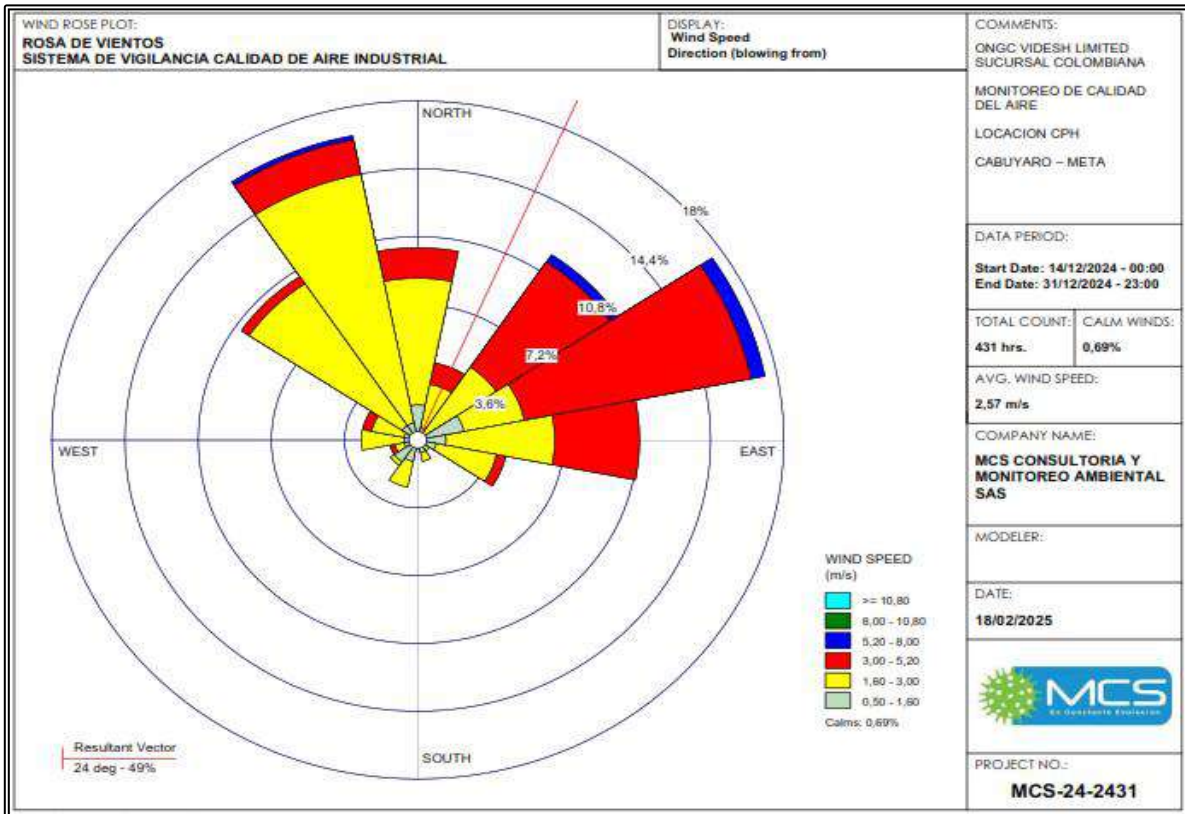 WIND ROSE PLOT:
ROSA DE VIENTOS
SISTEMA DE VIGILANCIA CALIDAD DE AIRE INDUSTRIAL
DISPLAY:
Wind Speed
Direction (blowing from)
COMMENTS:
ONGC VIDESH LIMITED
SUCURSAL COLOMBIANA
MONITOREO DE CALIDAD
DEL AIRE
LOCACION CPH
CABUYARO – META
NORTH
18%
14,4%
10,8%
7,2%
3,6%
WEST
EAST
SOUTH
WIND SPEED
(m/s)
>= 10,80
8,00 - 10,80
5,20 - 8,00
3,00 - 5,20
1,60 - 3,00
0,50 - 1,60
Calms: 0,69%
Resultant Vector
24 deg - 49%
DATA PERIOD:
Start Date: 14/12/2024 - 00:00
End Date: 31/12/2024 - 23:00
TOTAL COUNT:
431 hrs.
CALM WINDS:
0,69%
AVG. WIND SPEED:
2,57 m/s
COMPANY NAME:
MCS CONSULTORIA Y
MONITOREO AMBIENTAL
SAS
MODELER:
DATE:
18/02/2025
MCS
En Constante Evolución
PROJECT NO.:
MCS-24-2431